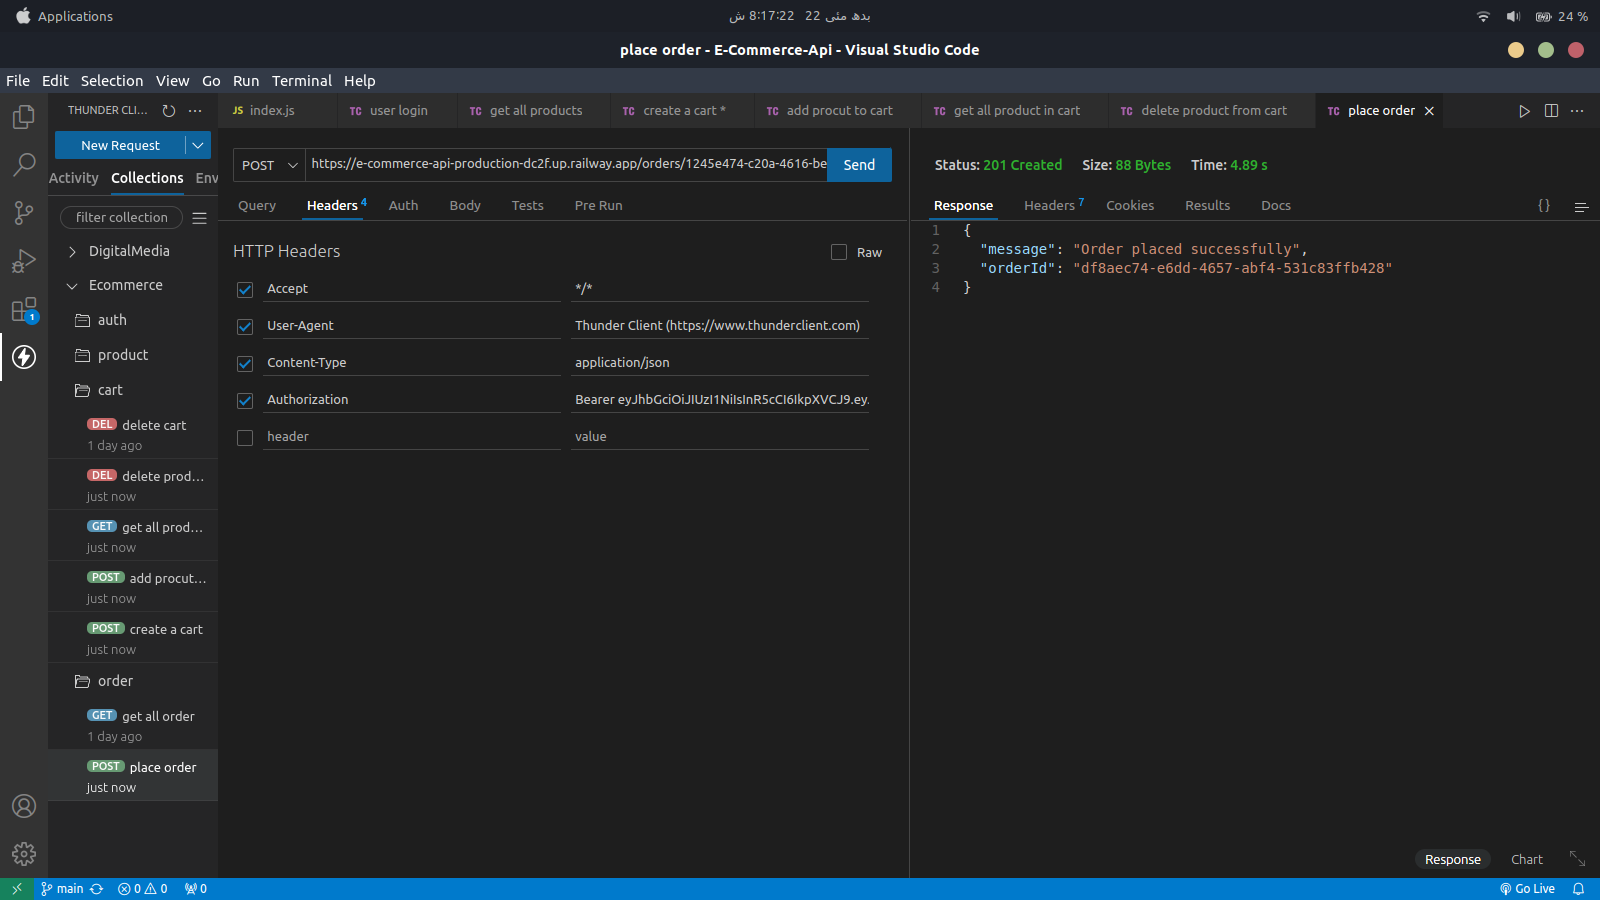 Applications
بدھ مئی 22   8:17:22 ش
24 %
place order - E-Commerce-Api - Visual Studio Code
File Edit Selection View Go Run Terminal Help
THUNDER CLI...
JS index.js
TC user login
TC get all products
TC create a cart *
TC add procut to cart
TC get all product in cart
TC delete product from cart
TC place order
New Request
Activity Collections Env
filter collection
DigitalMedia
Ecommerce
auth
product
cart
DEL delete cart
1 day ago
DEL delete prod...
just now
GET get all prod...
just now
POST add procut...
just now
POST create a cart
just now
order
GET get all order
1 day ago
POST place order
just now
1
POST
https://e-commerce-api-production-dc2f.up.railway.app/orders/1245e474-c20a-4616-be
Send
Query Headers 4 Auth Body Tests Pre Run
HTTP Headers
Raw
Accept */*
User-Agent Thunder Client (https://www.thunderclient.com)
Content-Type application/json
Authorization Bearer eyJhbGciOiJIUzI1NiIsInR5cCI6IkpXVCJ9.ey.
header value
Status: 201 Created Size: 88 Bytes Time: 4.89 s
Response Headers 7 Cookies Results Docs
{}
1 {
2 "message": "Order placed successfully",
3 "orderId": "df8aec74-e6dd-4657-abf4-531c83ffb428"
4 }
Response Chart
main 0 0 0
Go Live